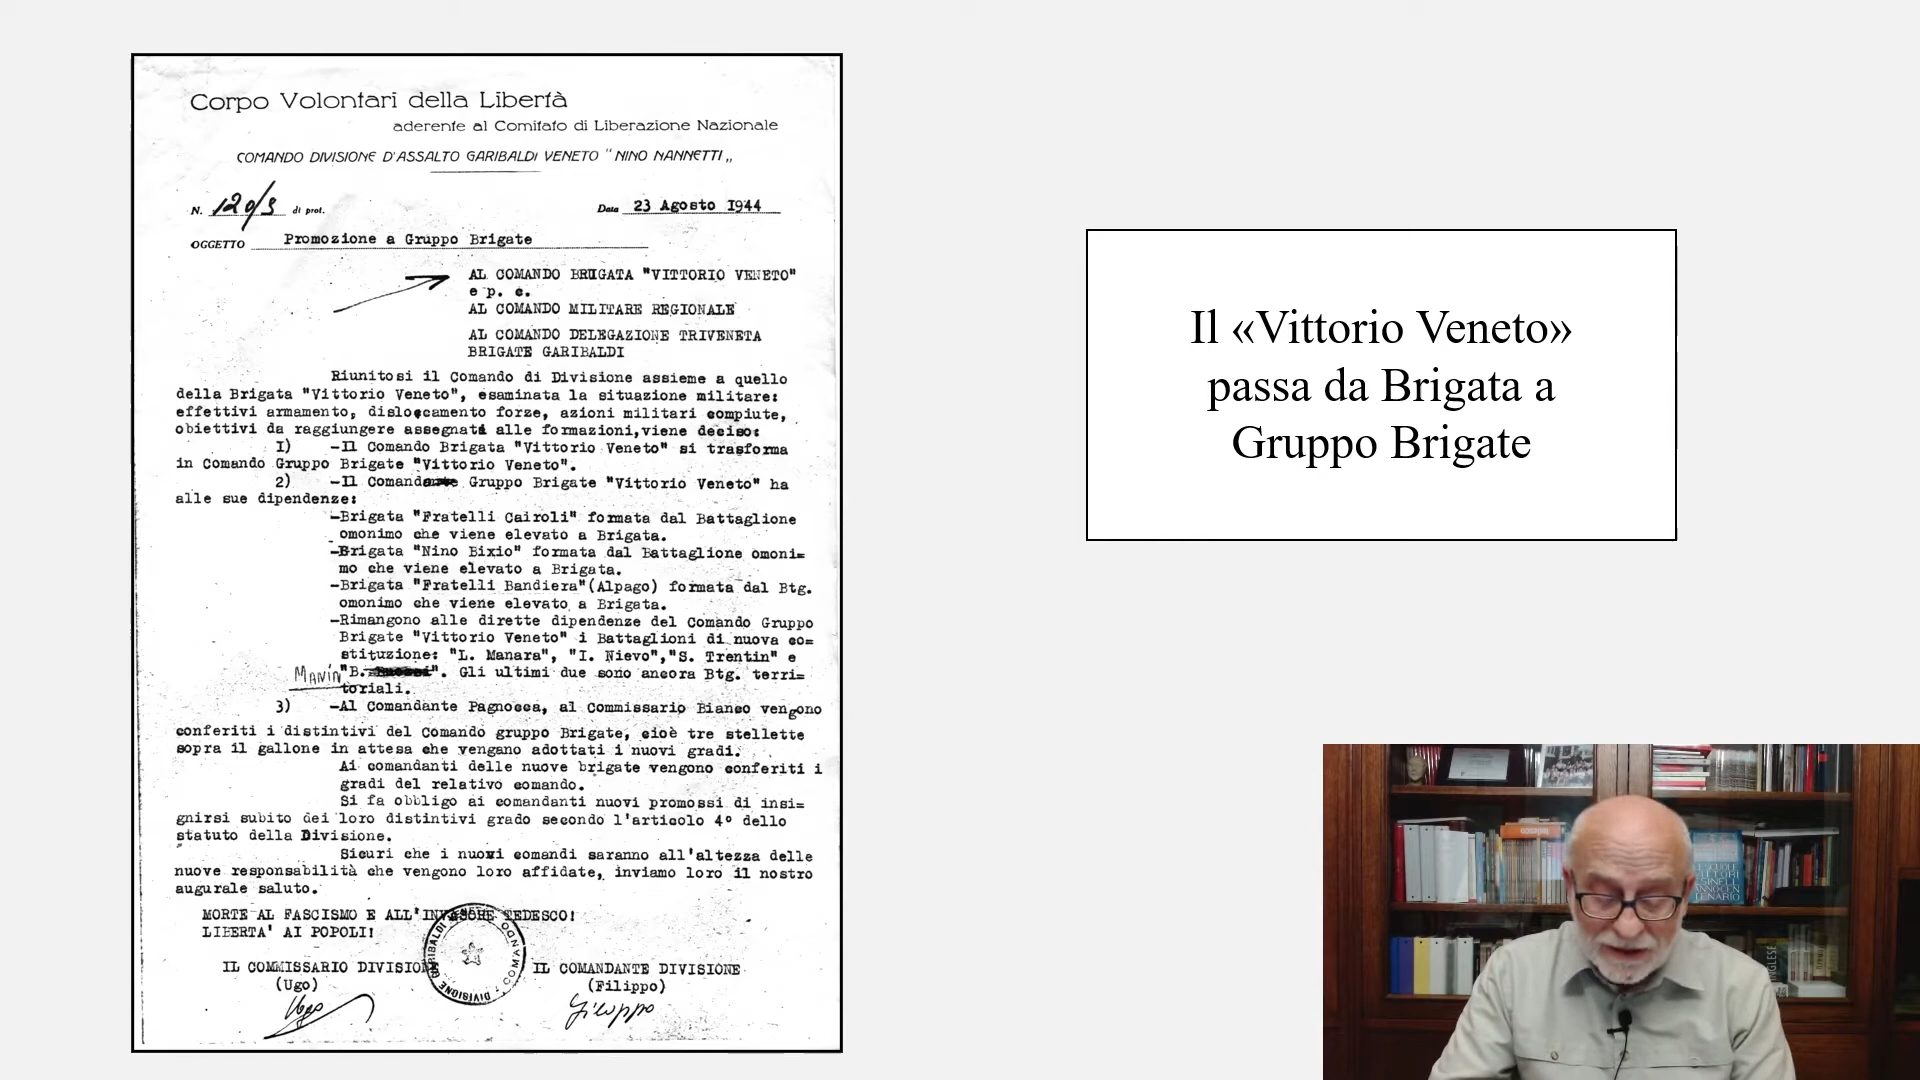 Corpo Volontari della Libertà
aderente al Comitato di Liberazione Nazionale
COMANDO DIVISIONE D'ASSALTO GARIBALDI VENETO "NINO NANNETTI„
N. 120/3 di prot.
Data 23 Agosto I944
OGGETTO Promozione a Gruppo Brigate
AL COMANDO BRIGATA "VITTORIO VENETO"
e p. c.
AL COMANDO MILITARE REGIONALE
AL COMANDO DELEGAZIONE TRIVENETA
BRIGATE GARIBALDI
Riunitosi il Comando di Divisione assieme a quello
della Brigata "Vittorio Veneto", esaminata la situazione militare:
effettivi armamento, dislocamento forze, azioni militari compiute,
obiettivi da raggiungere assegnati alle formazioni,viene deciso:
I) -Il Comando Brigata "Vittorio Veneto" si trasforma
in Comando Gruppo Brigate "Vittorio Veneto".
2) -Il Comand Gruppo Brigate "Vittorio Veneto" ha
alle sue dipendenze:
-Brigata "Fratelli Cairoli" formata dal Battaglione
omonimo che viene elevato a Brigata.
-Brigata "Nino Bixio" formata dal Battaglione omoni=
mo che viene elevato a Brigata.
-Brigata "Fratelli Bandiera"(Alpago) formata dal Btg.
omonimo che viene elevato a Brigata.
-Rimangono alle dirette dipendenze del Comando Gruppo
Brigate "Vittorio Veneto" i Battaglioni di nuova co=
stituzione: "L. Manara", "I. Nievo","S. Trentin" e
MANIN "B. ". Gli ultimi due sono ancora Btg. terri=
toriali.
3) -Al Comandante Pagnocca, al Commissario Bianco vengono
conferiti i distintivi del Comando gruppo Brigate, cioè tre stellette
sopra il gallone in attesa che vengano adottati i nuovi gradi.
Ai comandanti delle nuove brigate vengono conferiti i
gradi del relativo comando.
Si fa obbligo ai comandanti nuovi promossi di insi=
gnirsi subito dei loro distintivi grado secondo l'articolo 4° dello
statuto della Divisione.
Sicuri che i nuovi comandi saranno all'altezza delle
nuove responsabilità che vengono loro affidate, inviamo loro il nostro
augurale saluto.
MORTE AL FASCISMO E ALL'INVASORE TEDESCO!
LIBERTA' AI POPOLI!
IL COMMISSARIO DIVISIONE
IL COMANDANTE DIVISIONE
(Ugo)
(Filippo)
Ugo
Filippo
Il «Vittorio Veneto»
passa da Brigata a
Gruppo Brigate